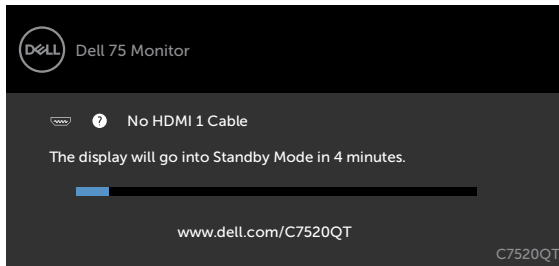 DELL
Dell 75 Monitor
? No HDMI 1 Cable
The display will go into Standby Mode in 4 minutes.
www.dell.com/C7520QT
C7520QT